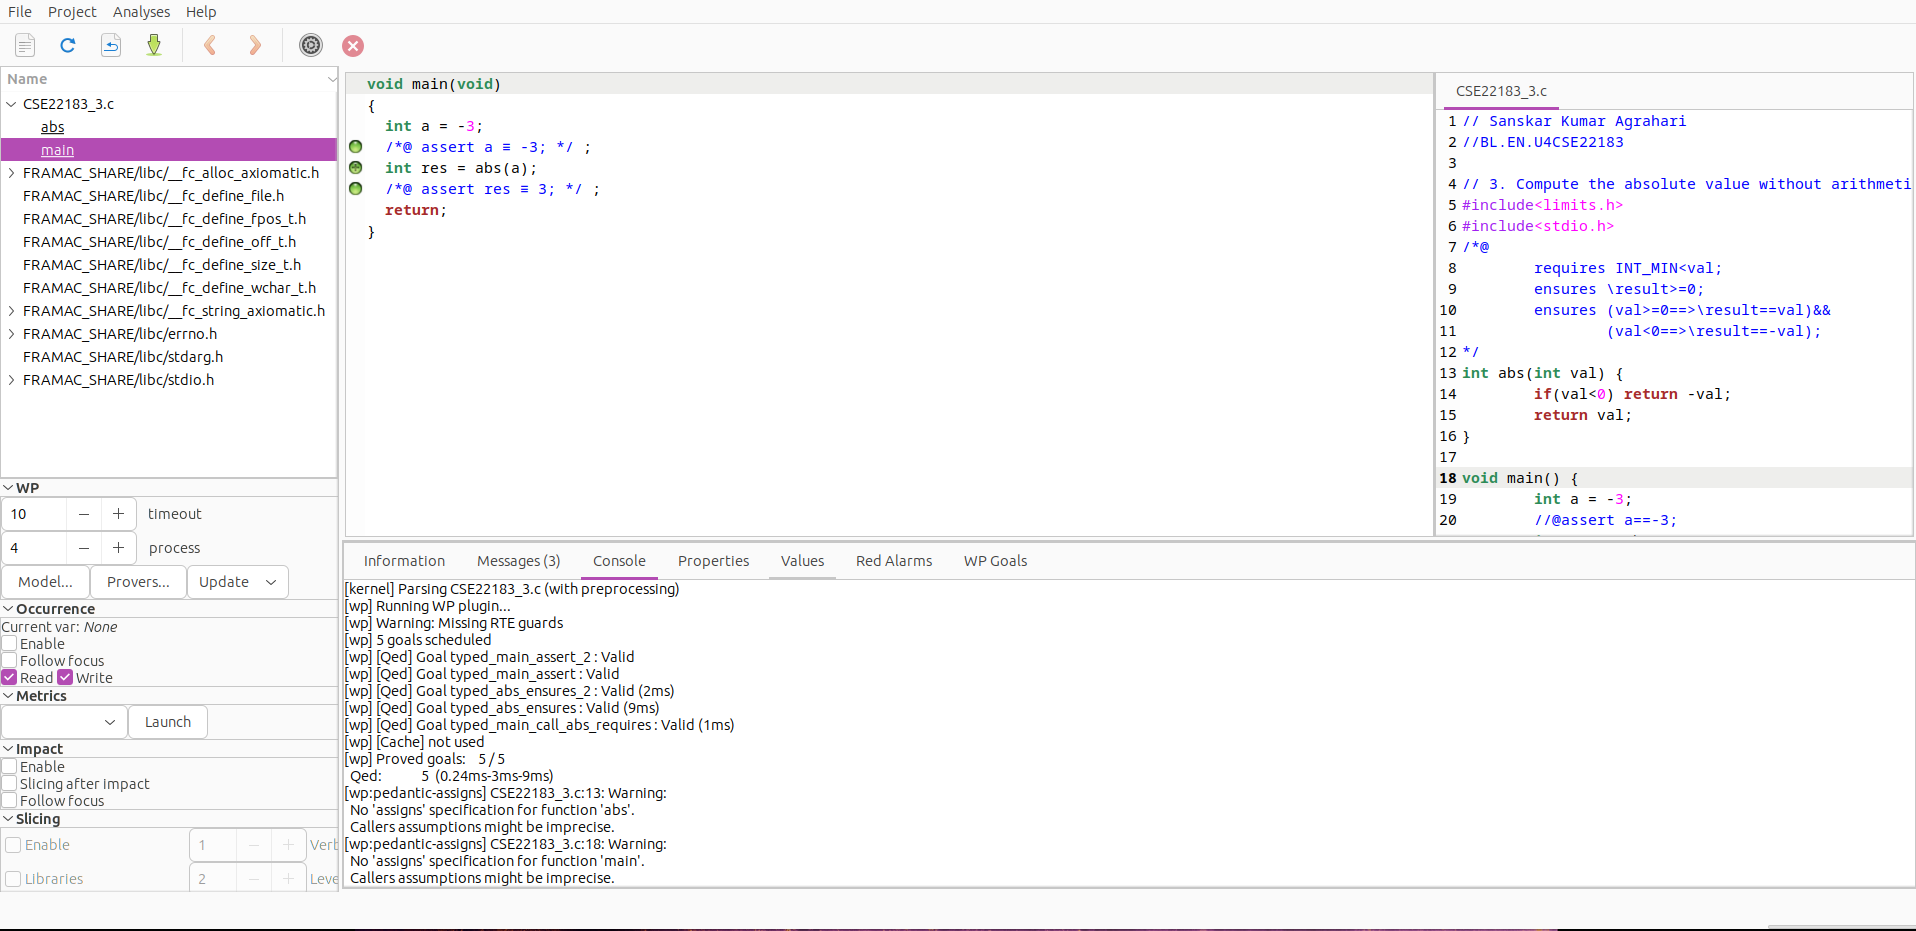 File Project Analyses Help
Name
CSE22183_3.c
abs
main
FRAMAC_SHARE/libc/__fc_alloc_axiomatic.h
FRAMAC_SHARE/libc/__fc_define_file.h
FRAMAC_SHARE/libc/__fc_define_fpos_t.h
FRAMAC_SHARE/libc/__fc_define_off_t.h
FRAMAC_SHARE/libc/__fc_define_size_t.h
FRAMAC_SHARE/libc/__fc_define_wchar_t.h
FRAMAC_SHARE/libc/__fc_string_axiomatic.h
FRAMAC_SHARE/libc/errno.h
FRAMAC_SHARE/libc/stdarg.h
FRAMAC_SHARE/libc/stdio.h
WP
10 − + timeout
4 − + process
Model... Provers... Update
Occurrence
Current var: None
Enable
Follow focus
Read Write
Metrics
Launch
Impact
Enable
Slicing after impact
Follow focus
Slicing
Enable 1 − + Verb
Libraries 2 − + Leve
void main(void)
{
int a = -3;
/*@ assert a ≡ -3; */ ;
int res = abs(a);
/*@ assert res ≡ 3; */ ;
return;
}
CSE22183_3.c
1 // Sanskar Kumar Agrahari
2 //BL.EN.U4CSE22183
3
4 // 3. Compute the absolute value without arithmeti
5 #include<limits.h>
6 #include<stdio.h>
7 /*@
8 requires INT_MIN<val;
9 ensures \result>=0;
10 ensures (val>=0==>\result==val)&&
11 (val<0==>\result==-val);
12 */
13 int abs(int val) {
14 if(val<0) return -val;
15 return val;
16 }
17
18 void main() {
19 int a = -3;
20 //@assert a==-3;
Information Messages (3) Console Properties Values Red Alarms WP Goals
[kernel] Parsing CSE22183_3.c (with preprocessing)
[wp] Running WP plugin...
[wp] Warning: Missing RTE guards
[wp] 5 goals scheduled
[wp] [Qed] Goal typed_main_assert_2 : Valid
[wp] [Qed] Goal typed_main_assert : Valid
[wp] [Qed] Goal typed_abs_ensures_2 : Valid (2ms)
[wp] [Qed] Goal typed_abs_ensures : Valid (9ms)
[wp] [Qed] Goal typed_main_call_abs_requires : Valid (1ms)
[wp] [Cache] not used
[wp] Proved goals: 5 / 5
Qed: 5 (0.24ms-3ms-9ms)
[wp:pedantic-assigns] CSE22183_3.c:13: Warning:
No 'assigns' specification for function 'abs'.
Callers assumptions might be imprecise.
[wp:pedantic-assigns] CSE22183_3.c:18: Warning:
No 'assigns' specification for function 'main'.
Callers assumptions might be imprecise.